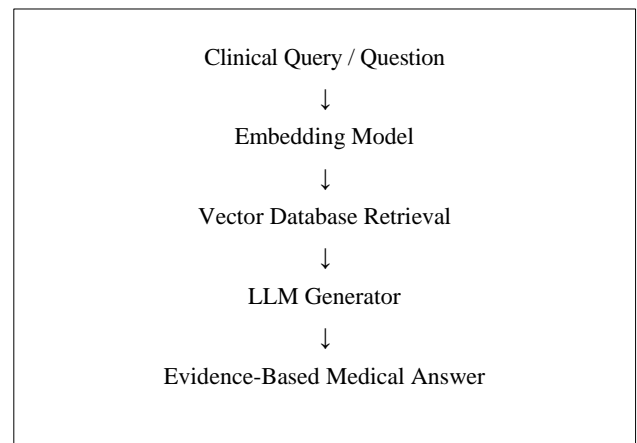 Clinical Query / Question
↓
Embedding Model
↓
Vector Database Retrieval
↓
LLM Generator
↓
Evidence-Based Medical Answer